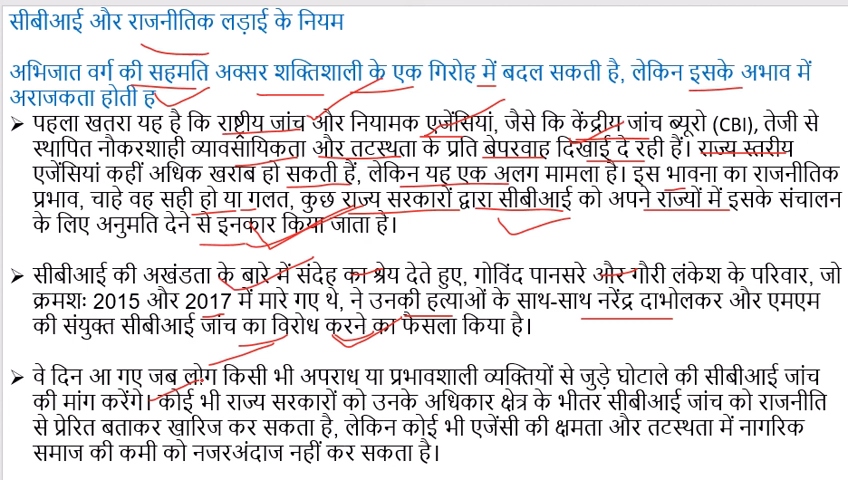 सीबीआई और राजनीतिक लड़ाई के नियम
अभिजात वर्ग की सहमति अक्सर शक्तिशाली के एक गिरोह में बदल सकती है, लेकिन इसके अभाव में
अराजकता होती ह
➢ पहला खतरा यह है कि राष्ट्रीय जांच और नियामक एजेंसियां, जैसे कि केंद्रीय जांच ब्यूरो (CBI), तेजी से
स्थापित नौकरशाही व्यावसायिकता और तटस्थता के प्रति बेपरवाह दिखाई दे रही हैं। राज्य स्तरीय
एजेंसियां कहीं अधिक खराब हो सकती हैं, लेकिन यह एक अलग मामला है। इस भावना का राजनीतिक
प्रभाव, चाहे वह सही हो या गलत, कुछ राज्य सरकारों द्वारा सीबीआई को अपने राज्यों में इसके संचालन
के लिए अनुमति देने से इनकार किया जाता है।
➢ सीबीआई की अखंडता के बारे में संदेह का श्रेय देते हुए, गोविंद पानसरे और गौरी लंकेश के परिवार, जो
क्रमशः 2015 और 2017 में मारे गए थे, ने उनकी हत्याओं के साथ-साथ नरेंद्र दाभोलकर और एमएम
की संयुक्त सीबीआई जांच का विरोध करने का फैसला किया है।
➢ वे दिन आ गए जब लोग किसी भी अपराध या प्रभावशाली व्यक्तियों से जुड़े घोटाले की सीबीआई जांच
की मांग करेंगे। कोई भी राज्य सरकारों को उनके अधिकार क्षेत्र के भीतर सीबीआई जांच को राजनीति
से प्रेरित बताकर खारिज कर सकता है, लेकिन कोई भी एजेंसी की क्षमता और तटस्थता में नागरिक
समाज की कमी को नजरअंदाज नहीं कर सकता है।